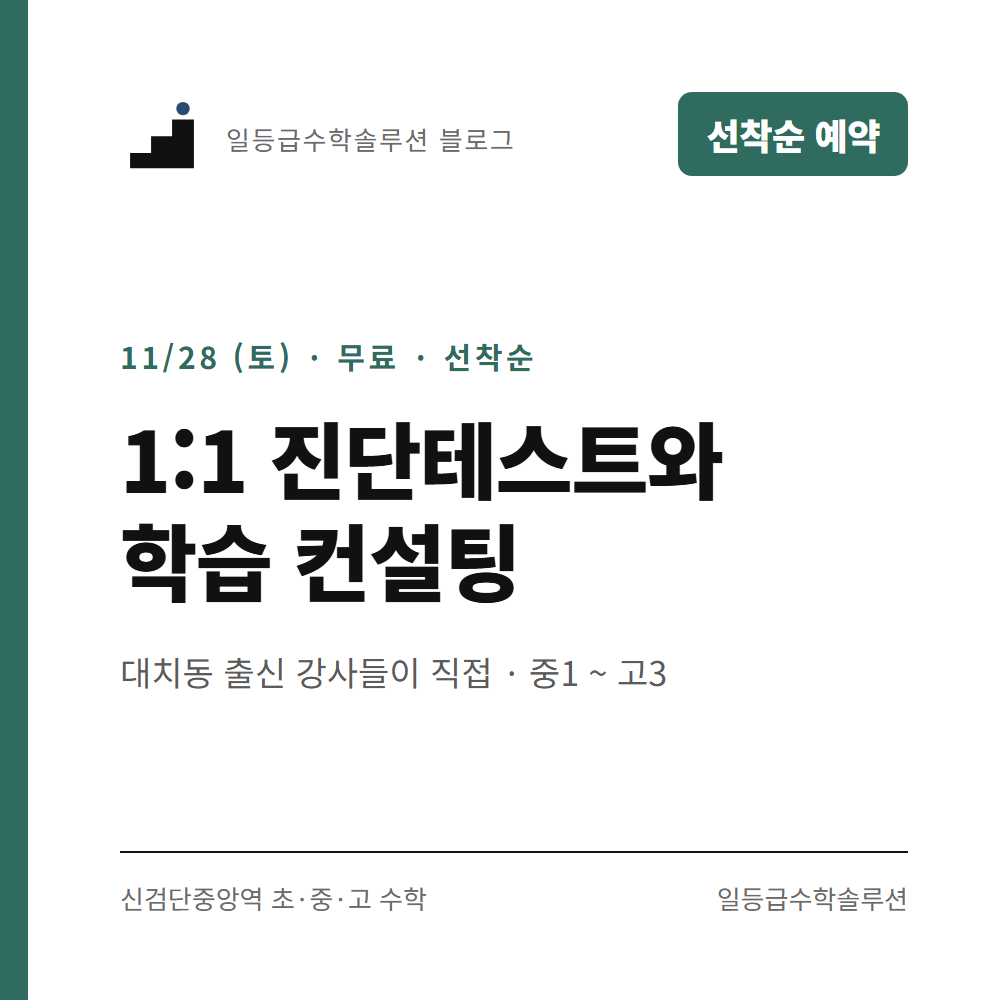 일등급수학솔루션 블로그
선착순 예약
11/28 (토) · 무료 · 선착순
1:1 진단테스트와
학습 컨설팅
대치동 출신 강사들이 직접 · 중1 ~ 고3
신검단중앙역 초·중·고 수학
일등급수학솔루션